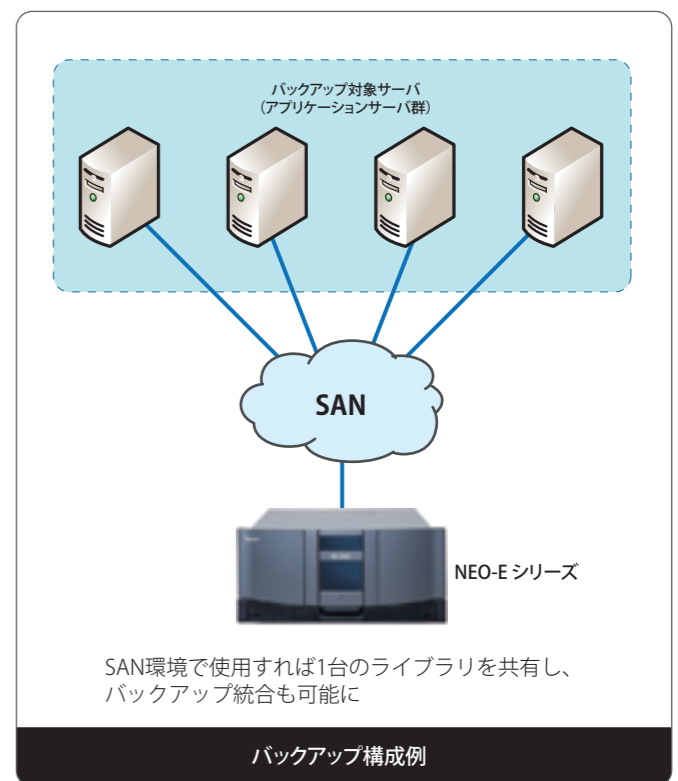 バックアップ対象サーバ
（アプリケーションサーバ群）
SAN
NEO-E シリーズ
SAN環境で使用すれば1台のライブラリを共有し、
バックアップ統合も可能に
バックアップ構成例